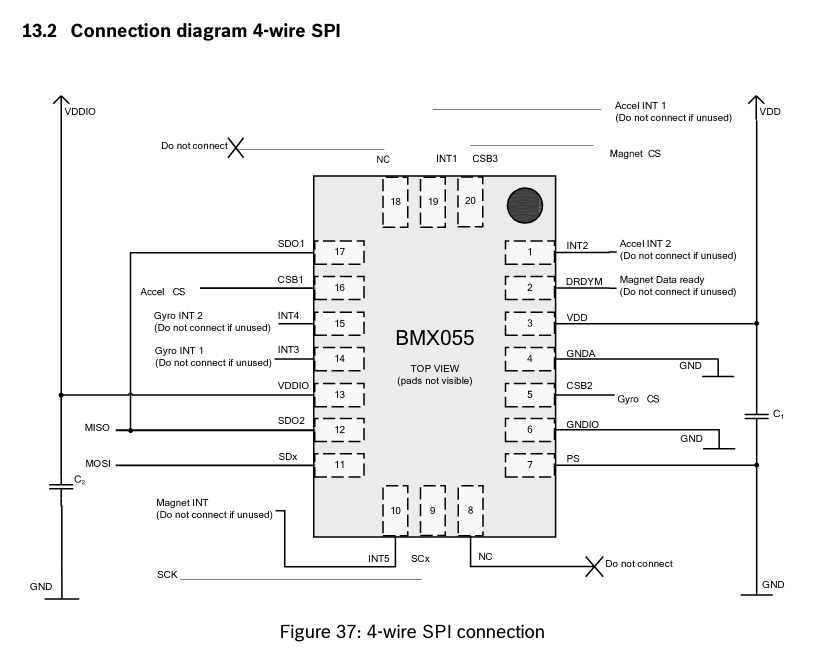 13.2 Connection diagram 4-wire SPI
VDDIO
Accel INT 1
(Do not connect if unused)
VDD
Do not connect
NC
INT1
CSB3
Magnet CS
18
19
20
SDO1
17
1
INT2
Accel INT 2
(Do not connect if unused)
Accel CS
CSB1
16
2
DRDYM
Magnet Data ready
(Do not connect if unused)
Gyro INT 2
(Do not connect if unused)
INT4
15
3
VDD
BMX055
TOP VIEW
(pads not visible)
Gyro INT 1
(Do not connect if unused)
INT3
14
4
GNDA
GND
VDDIO
13
5
CSB2
Gyro CS
MISO
SDO2
12
6
GNDIO
GND
C1
MOSI
SDx
11
7
PS
C2
Magnet INT
(Do not connect if unused)
10
9
8
INT5
SCx
NC
Do not connect
SCK
GND
GND
Figure 37: 4-wire SPI connection